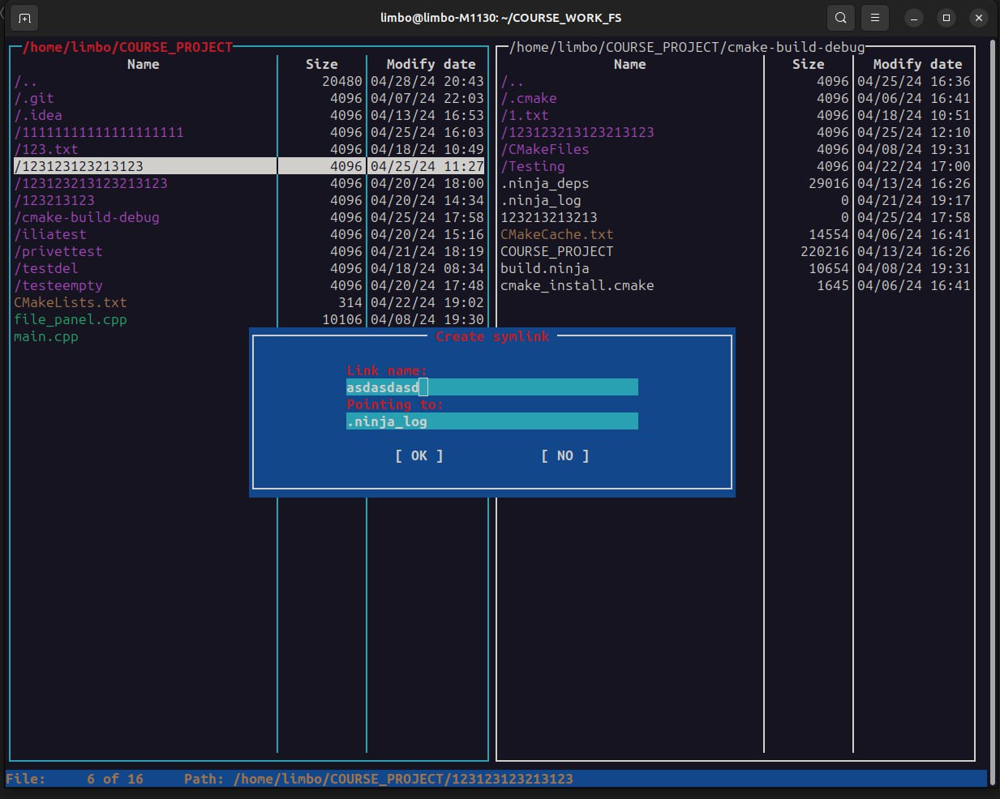 limbo@limbo-M1130: ~/COURSE_WORK_FS
/home/limbo/COURSE_PROJECT
Name Size Modify date
/.. 20480 04/28/24 20:43
/.git 4096 04/07/24 22:03
/.idea 4096 04/13/24 16:53
/11111111111111111111 4096 04/25/24 16:03
/123.txt 4096 04/18/24 10:49
/123123123213123 4096 04/25/24 11:27
/123123213123213123 4096 04/20/24 18:00
/123213123 4096 04/20/24 14:34
/cmake-build-debug 4096 04/25/24 17:58
/iliatest 4096 04/20/24 15:16
/privettest 4096 04/21/24 18:19
/testdel 4096 04/18/24 08:34
/testeempty 4096 04/20/24 17:48
CMakeLists.txt 314 04/22/24 19:02
file_panel.cpp 10106 04/08/24 19:30
main.cpp
/home/limbo/COURSE_PROJECT/cmake-build-debug
Name Size Modify date
/.. 4096 04/25/24 16:36
/.cmake 4096 04/06/24 16:41
/1.txt 4096 04/18/24 10:51
/123123213123213123 4096 04/25/24 12:10
/CMakeFiles 4096 04/08/24 19:31
/Testing 4096 04/22/24 17:00
.ninja_deps 29016 04/13/24 16:26
.ninja_log 0 04/21/24 19:17
123213213213 0 04/25/24 17:58
CMakeCache.txt 14554 04/06/24 16:41
COURSE_PROJECT 220216 04/13/24 16:26
build.ninja 10654 04/08/24 19:31
cmake_install.cmake 1645 04/06/24 16:41
Create symlink
Link name:
asdasdasd
Pointing to:
.ninja_log
[ OK ] [ NO ]
File: 6 of 16 Path: /home/limbo/COURSE_PROJECT/123123123213123